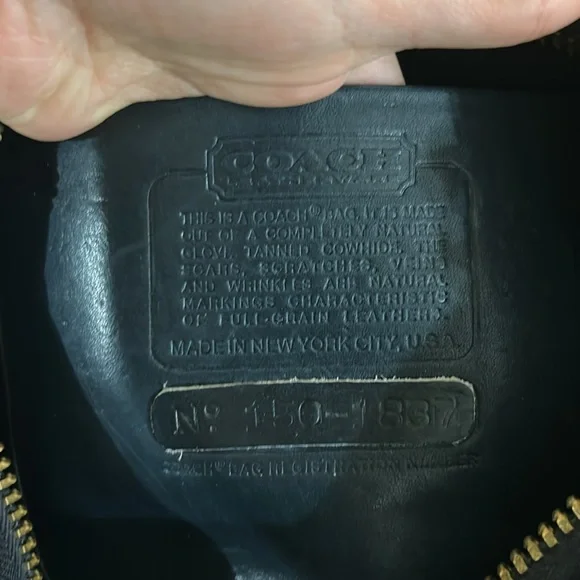 COACH
LEATHERWARE
THIS IS A COACH® BAG. IT IS MADE
OUT OF A COMPLETELY NATURAL
GLOVE TANNED COWHIDE. THE
SCARS, SCRATCHES, VEINS
AND WRINKLES ARE NATURAL
MARKINGS CHARACTERISTIC
OF FULL-GRAIN LEATHER.
MADE IN NEW YORK CITY, U.S.A.
Nº 150-1837
COACH® BAG REGISTRATION NUMBER